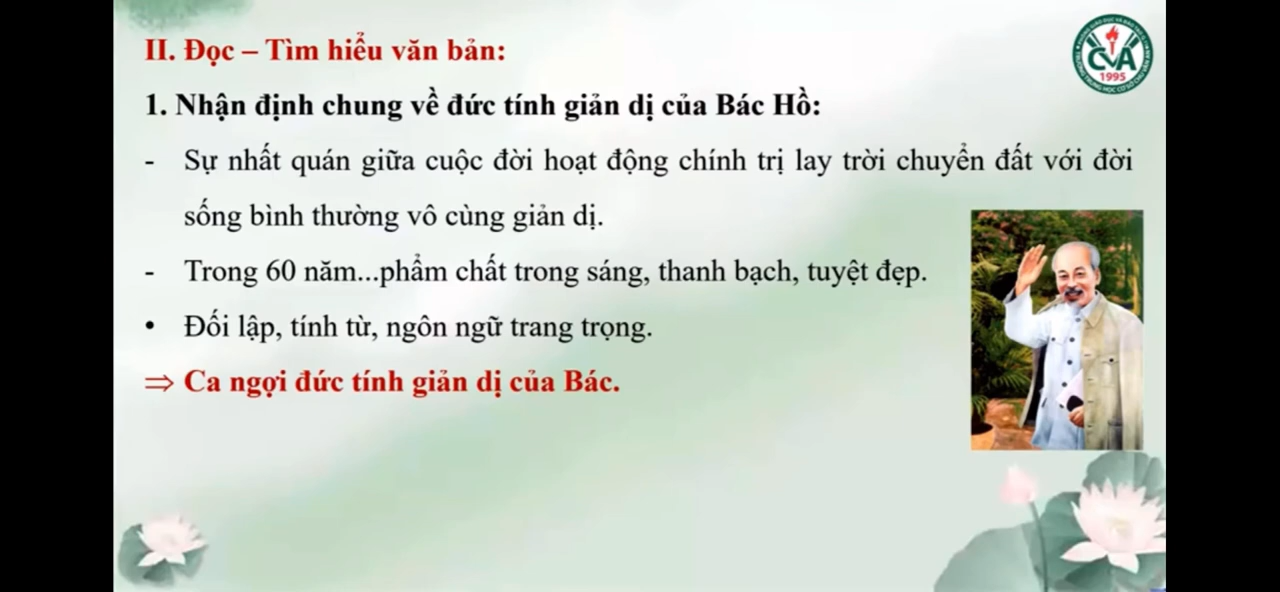 II. Đọc – Tìm hiểu văn bản:
1. Nhận định chung về đức tính giản dị của Bác Hồ:
- Sự nhất quán giữa cuộc đời hoạt động chính trị lay trời chuyển đất với đời
sống bình thường vô cùng giản dị.
- Trong 60 năm...phẩm chất trong sáng, thanh bạch, tuyệt đẹp.
• Đối lập, tính từ, ngôn ngữ trang trọng.
⇒ Ca ngợi đức tính giản dị của Bác.
CVA
1995